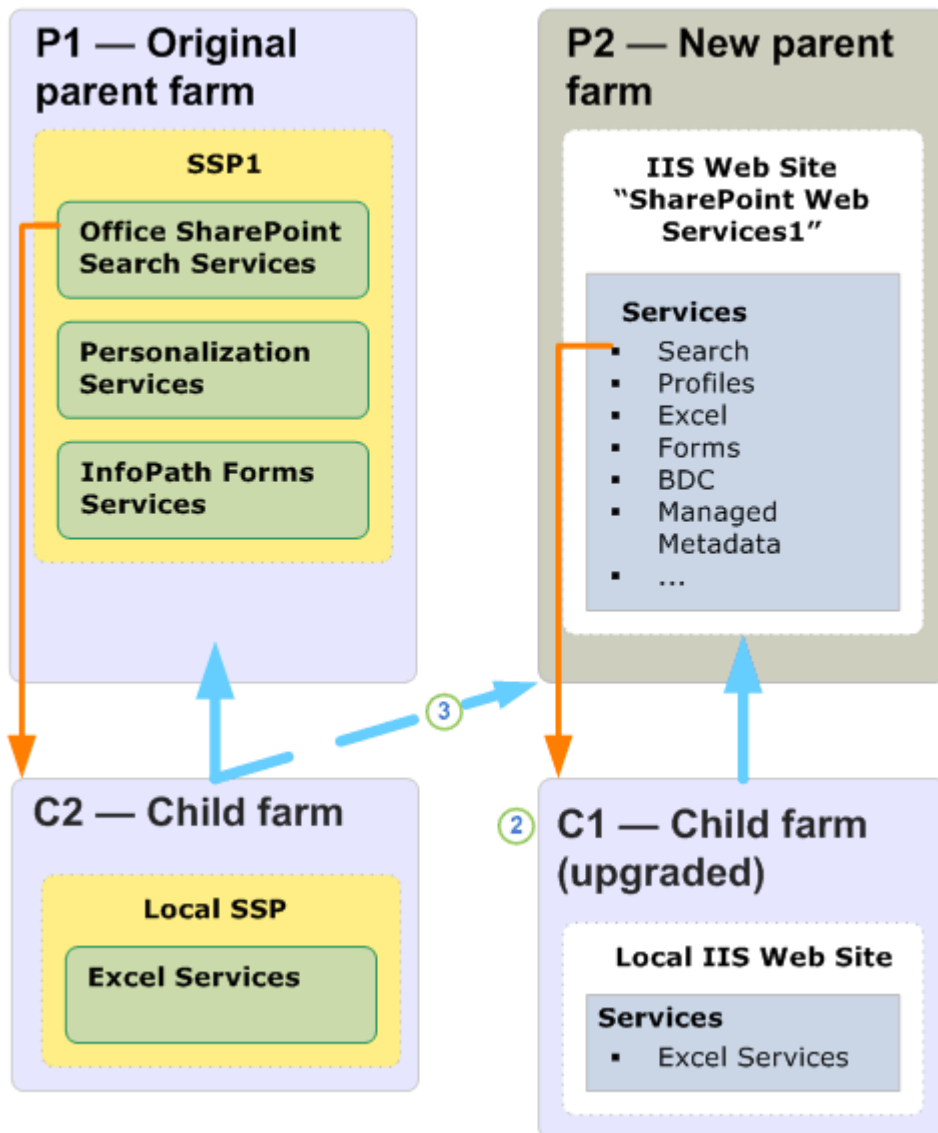 P1 — Original
parent farm
SSP1
Office SharePoint
Search Services
Personalization
Services
InfoPath Forms
Services
P2 — New parent
farm
IIS Web Site
“SharePoint Web
Services1”
Services
▪ Search
▪ Profiles
▪ Excel
▪ Forms
▪ BDC
▪ Managed
Metadata
▪ ...
3
C2 — Child farm
Local SSP
Excel Services
2
C1 — Child farm
(upgraded)
Local IIS Web Site
Services
▪ Excel Services